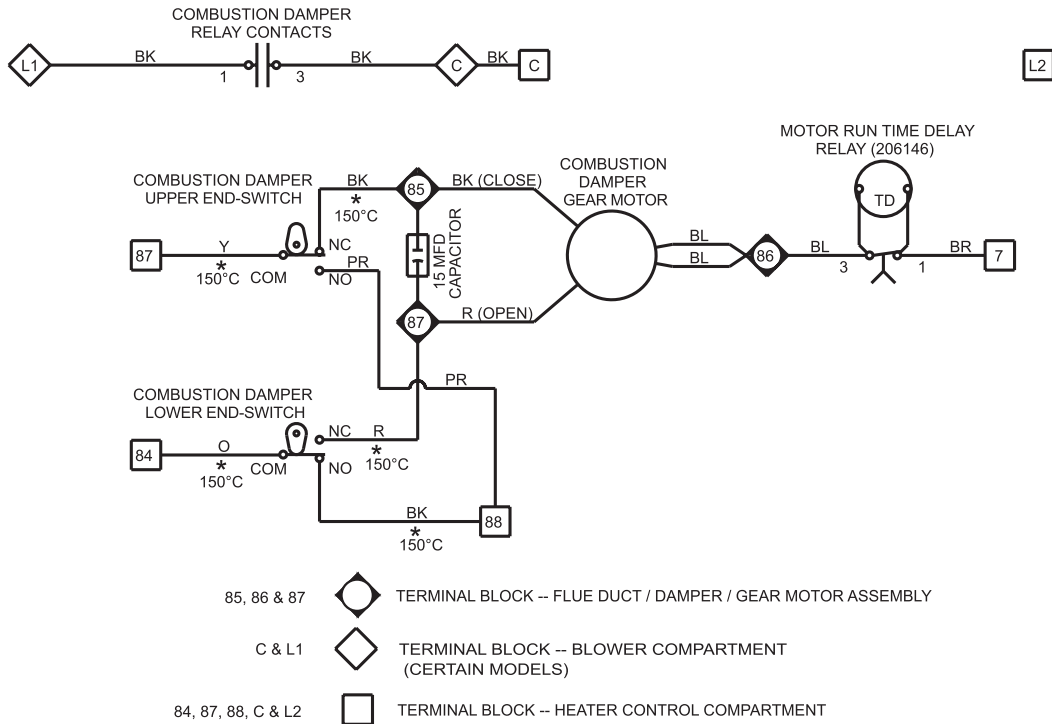 COMBUSTION DAMPER
RELAY CONTACTS
L1
BK
1
3
BK
C
BK
C
L2
MOTOR RUN TIME DELAY
RELAY (206146)
TD
COMBUSTION
DAMPER
GEAR MOTOR
COMBUSTION DAMPER
UPPER END-SWITCH
BK
*
150°C
85
BK (CLOSE)
87
Y
*
150°C
COM
NC
NO
PR
15 MFD
CAPACITOR
BL
BL
86
BL
3
1
BR
7
87
R (OPEN)
PR
COMBUSTION DAMPER
LOWER END-SWITCH
84
O
*
150°C
COM
NC
NO
R
*
150°C
BK
*
150°C
88
85, 86 & 87
TERMINAL BLOCK -- FLUE DUCT / DAMPER / GEAR MOTOR ASSEMBLY
C & L1
TERMINAL BLOCK -- BLOWER COMPARTMENT
(CERTAIN MODELS)
84, 87, 88, C & L2
TERMINAL BLOCK -- HEATER CONTROL COMPARTMENT